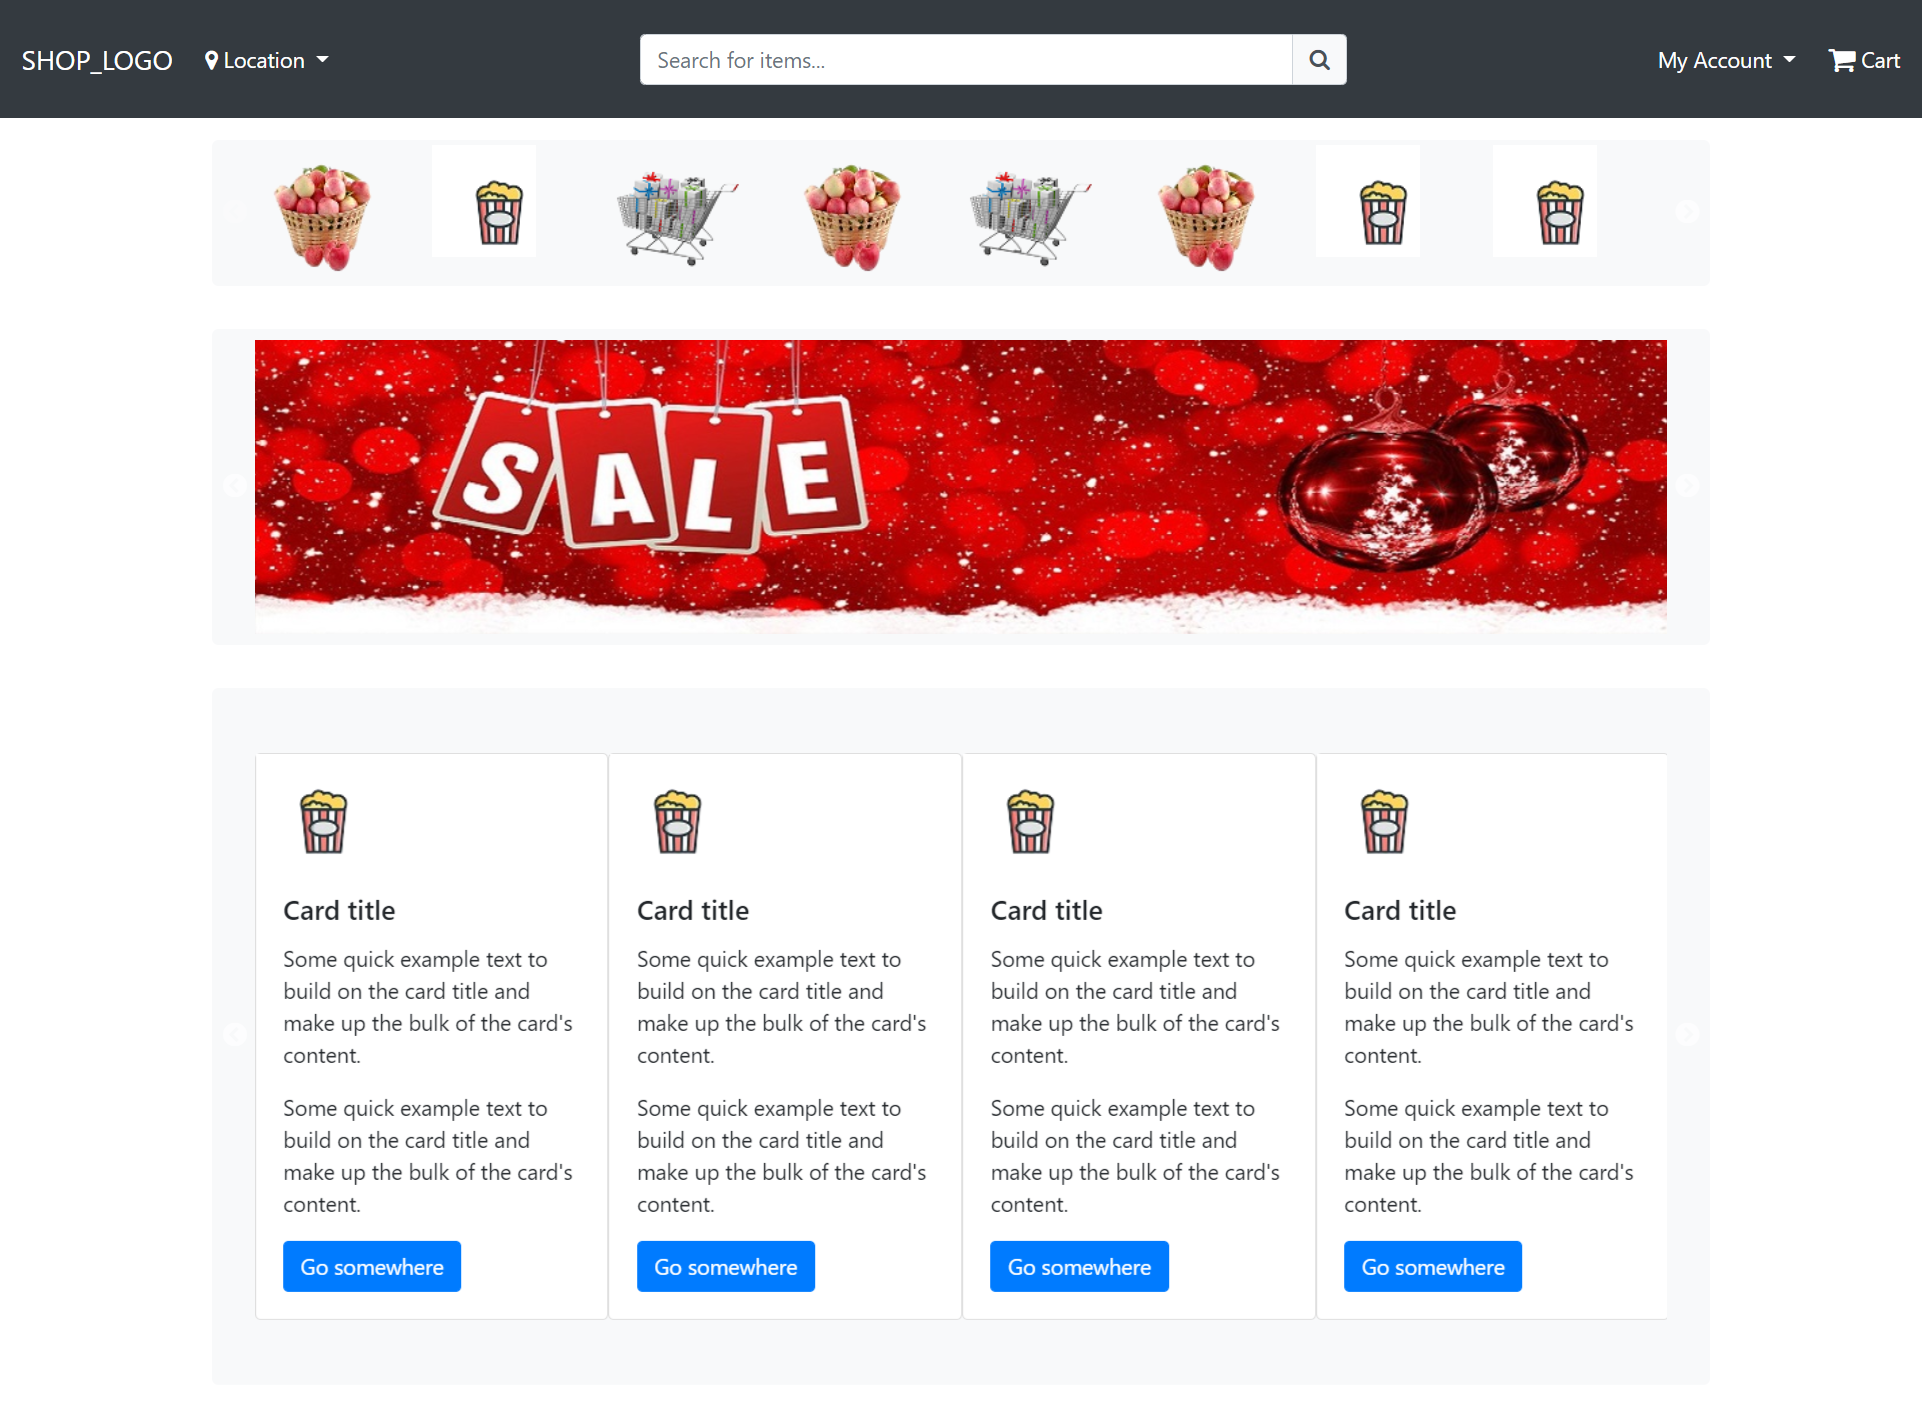 SHOP_LOGO Location Search for items... My Account Cart
SALE
Card title
Some quick example text to
build on the card title and
make up the bulk of the card's
content.
Some quick example text to
build on the card title and
make up the bulk of the card's
content.
Go somewhere
Card title
Some quick example text to
build on the card title and
make up the bulk of the card's
content.
Some quick example text to
build on the card title and
make up the bulk of the card's
content.
Go somewhere
Card title
Some quick example text to
build on the card title and
make up the bulk of the card's
content.
Some quick example text to
build on the card title and
make up the bulk of the card's
content.
Go somewhere
Card title
Some quick example text to
build on the card title and
make up the bulk of the card's
content.
Some quick example text to
build on the card title and
make up the bulk of the card's
content.
Go somewhere